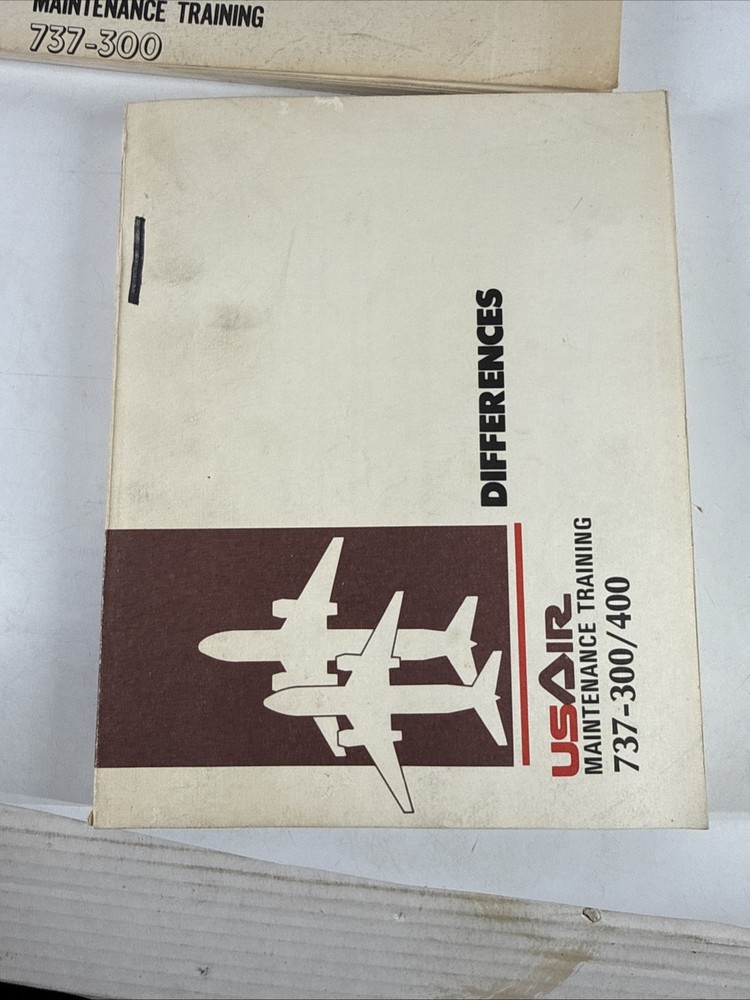 MAINTENANCE TRAINING
737-300
DIFFERENCES
USAIR
MAINTENANCE TRAINING
737-300/400